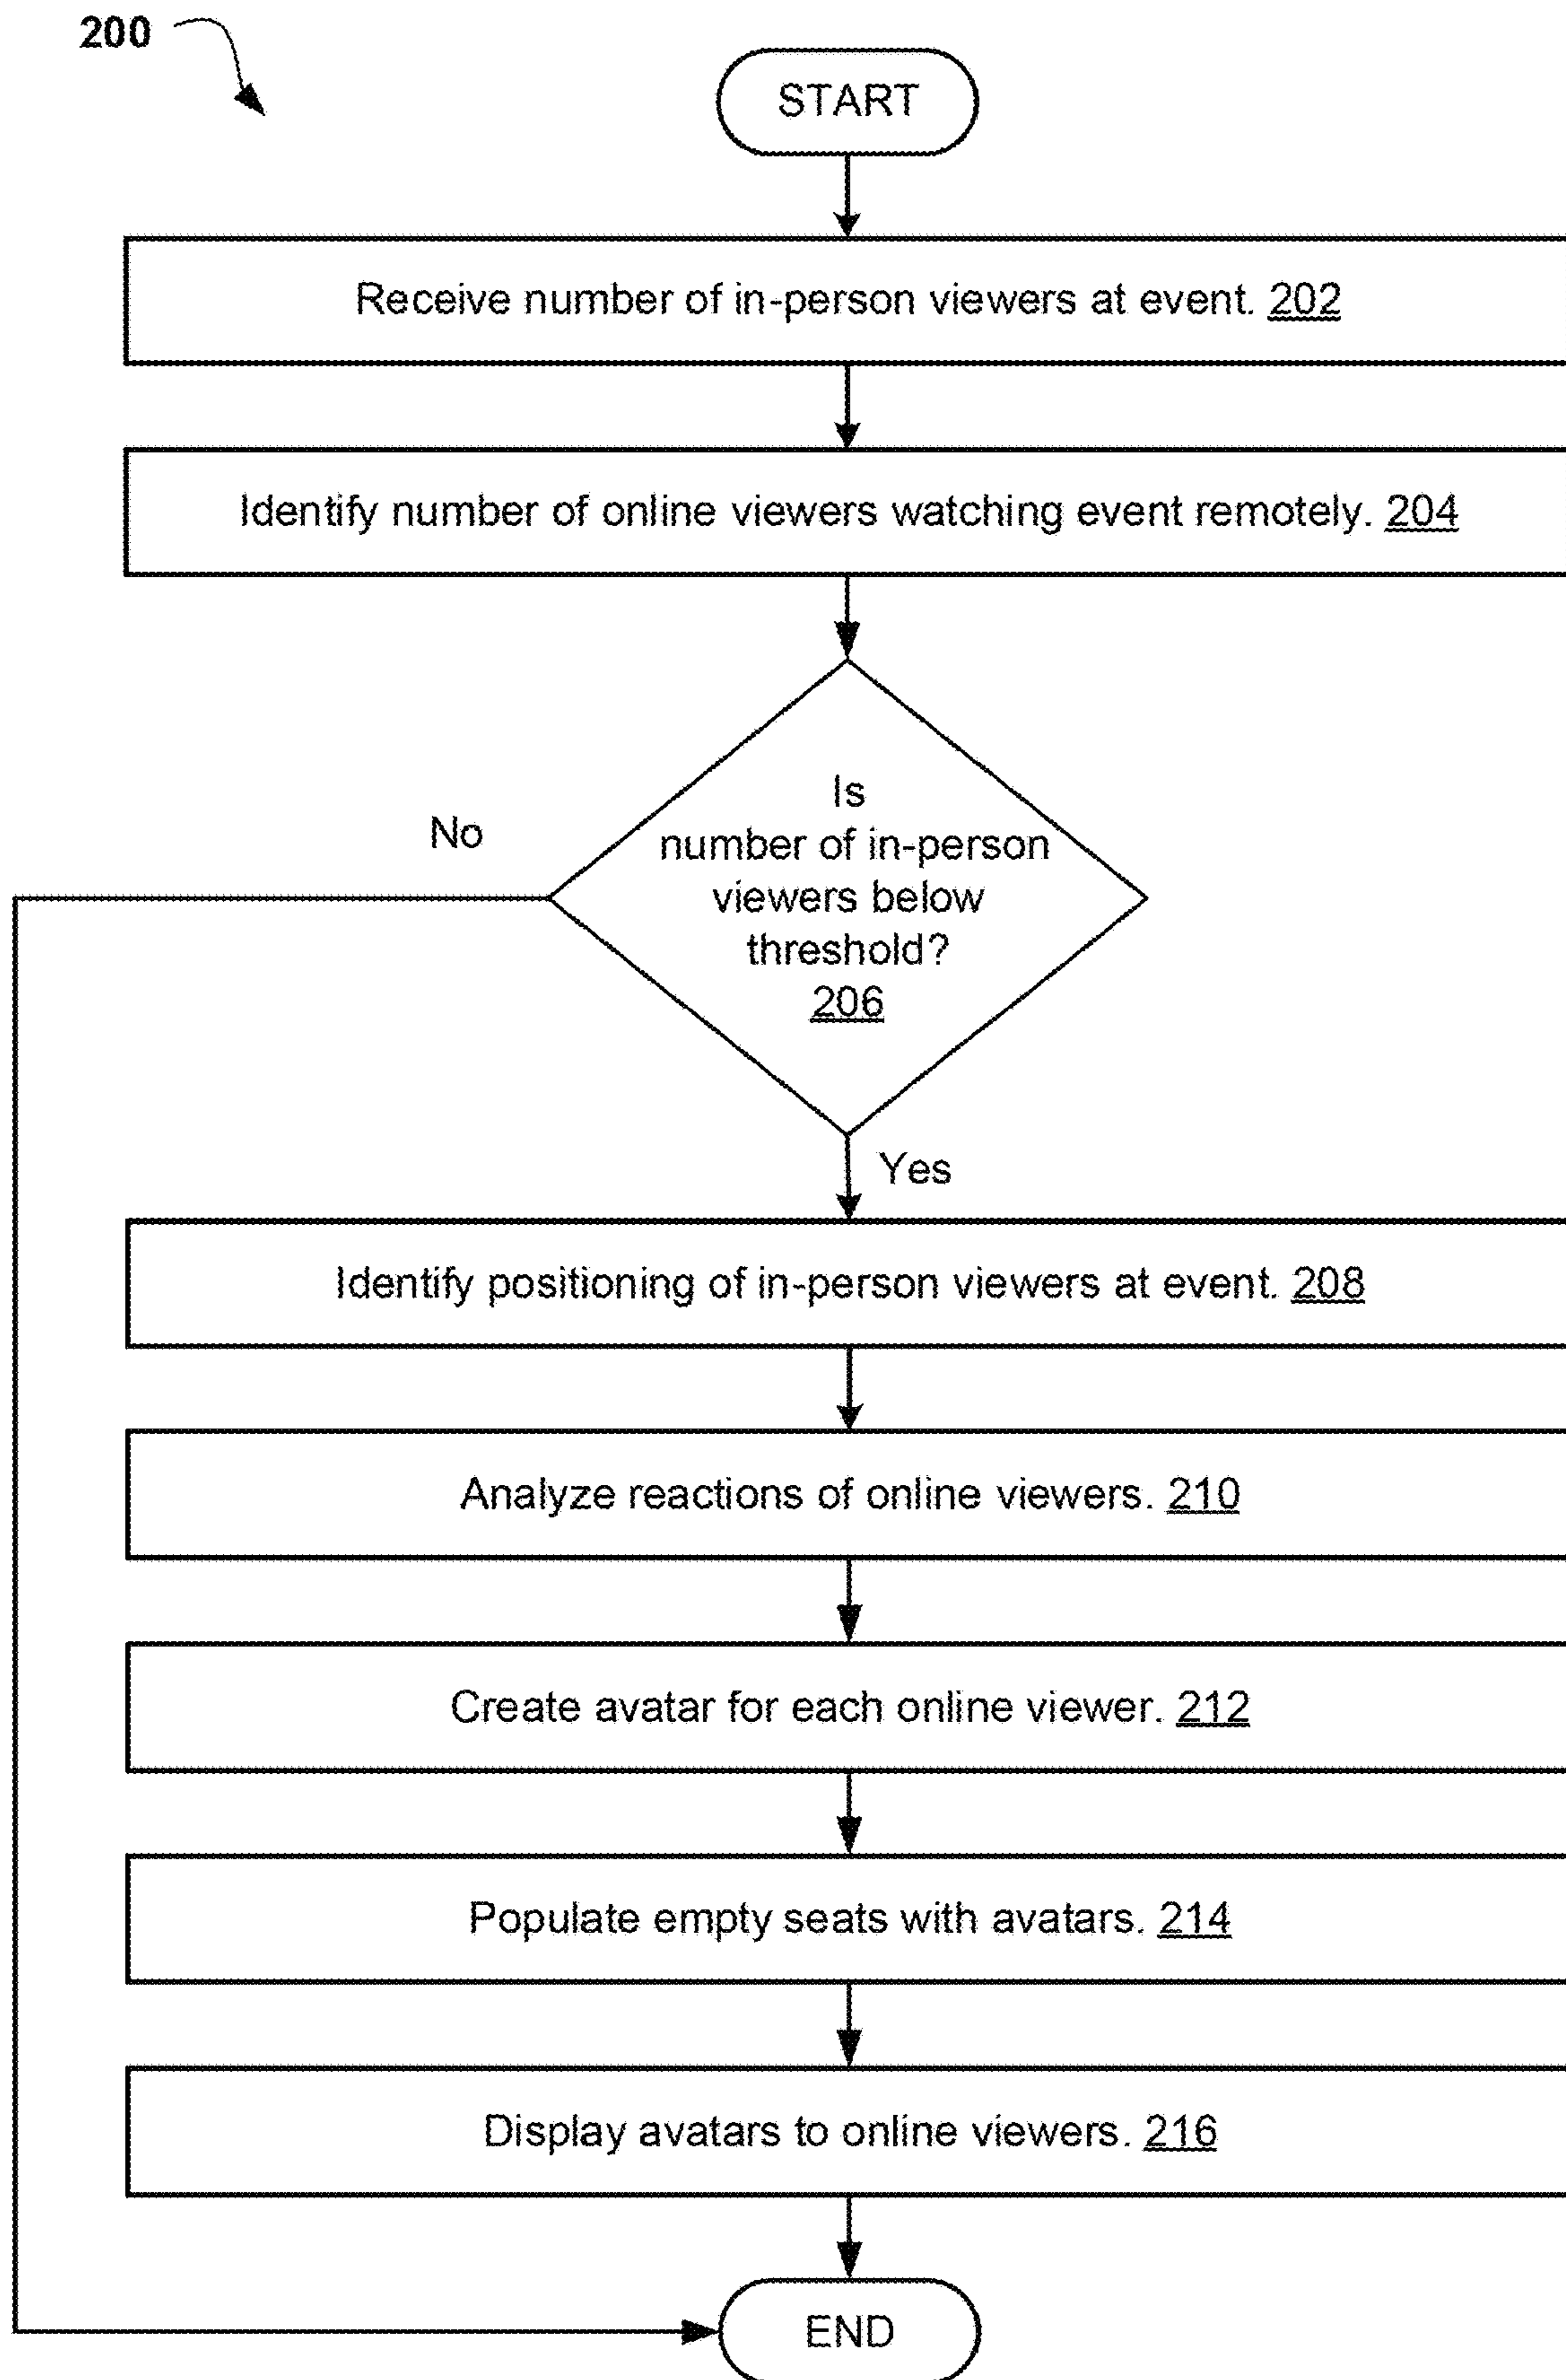 200
START
Receive number of in-person viewers at event. 202
Identify number of online viewers watching event remotely. 204
Is
number of in-person
viewers below
threshold?
206
No
Yes
Identify positioning of in-person viewers at event. 208
Analyze reactions of online viewers. 210
Create avatar for each online viewer. 212
Populate empty seats with avatars. 214
Display avatars to online viewers. 216
END